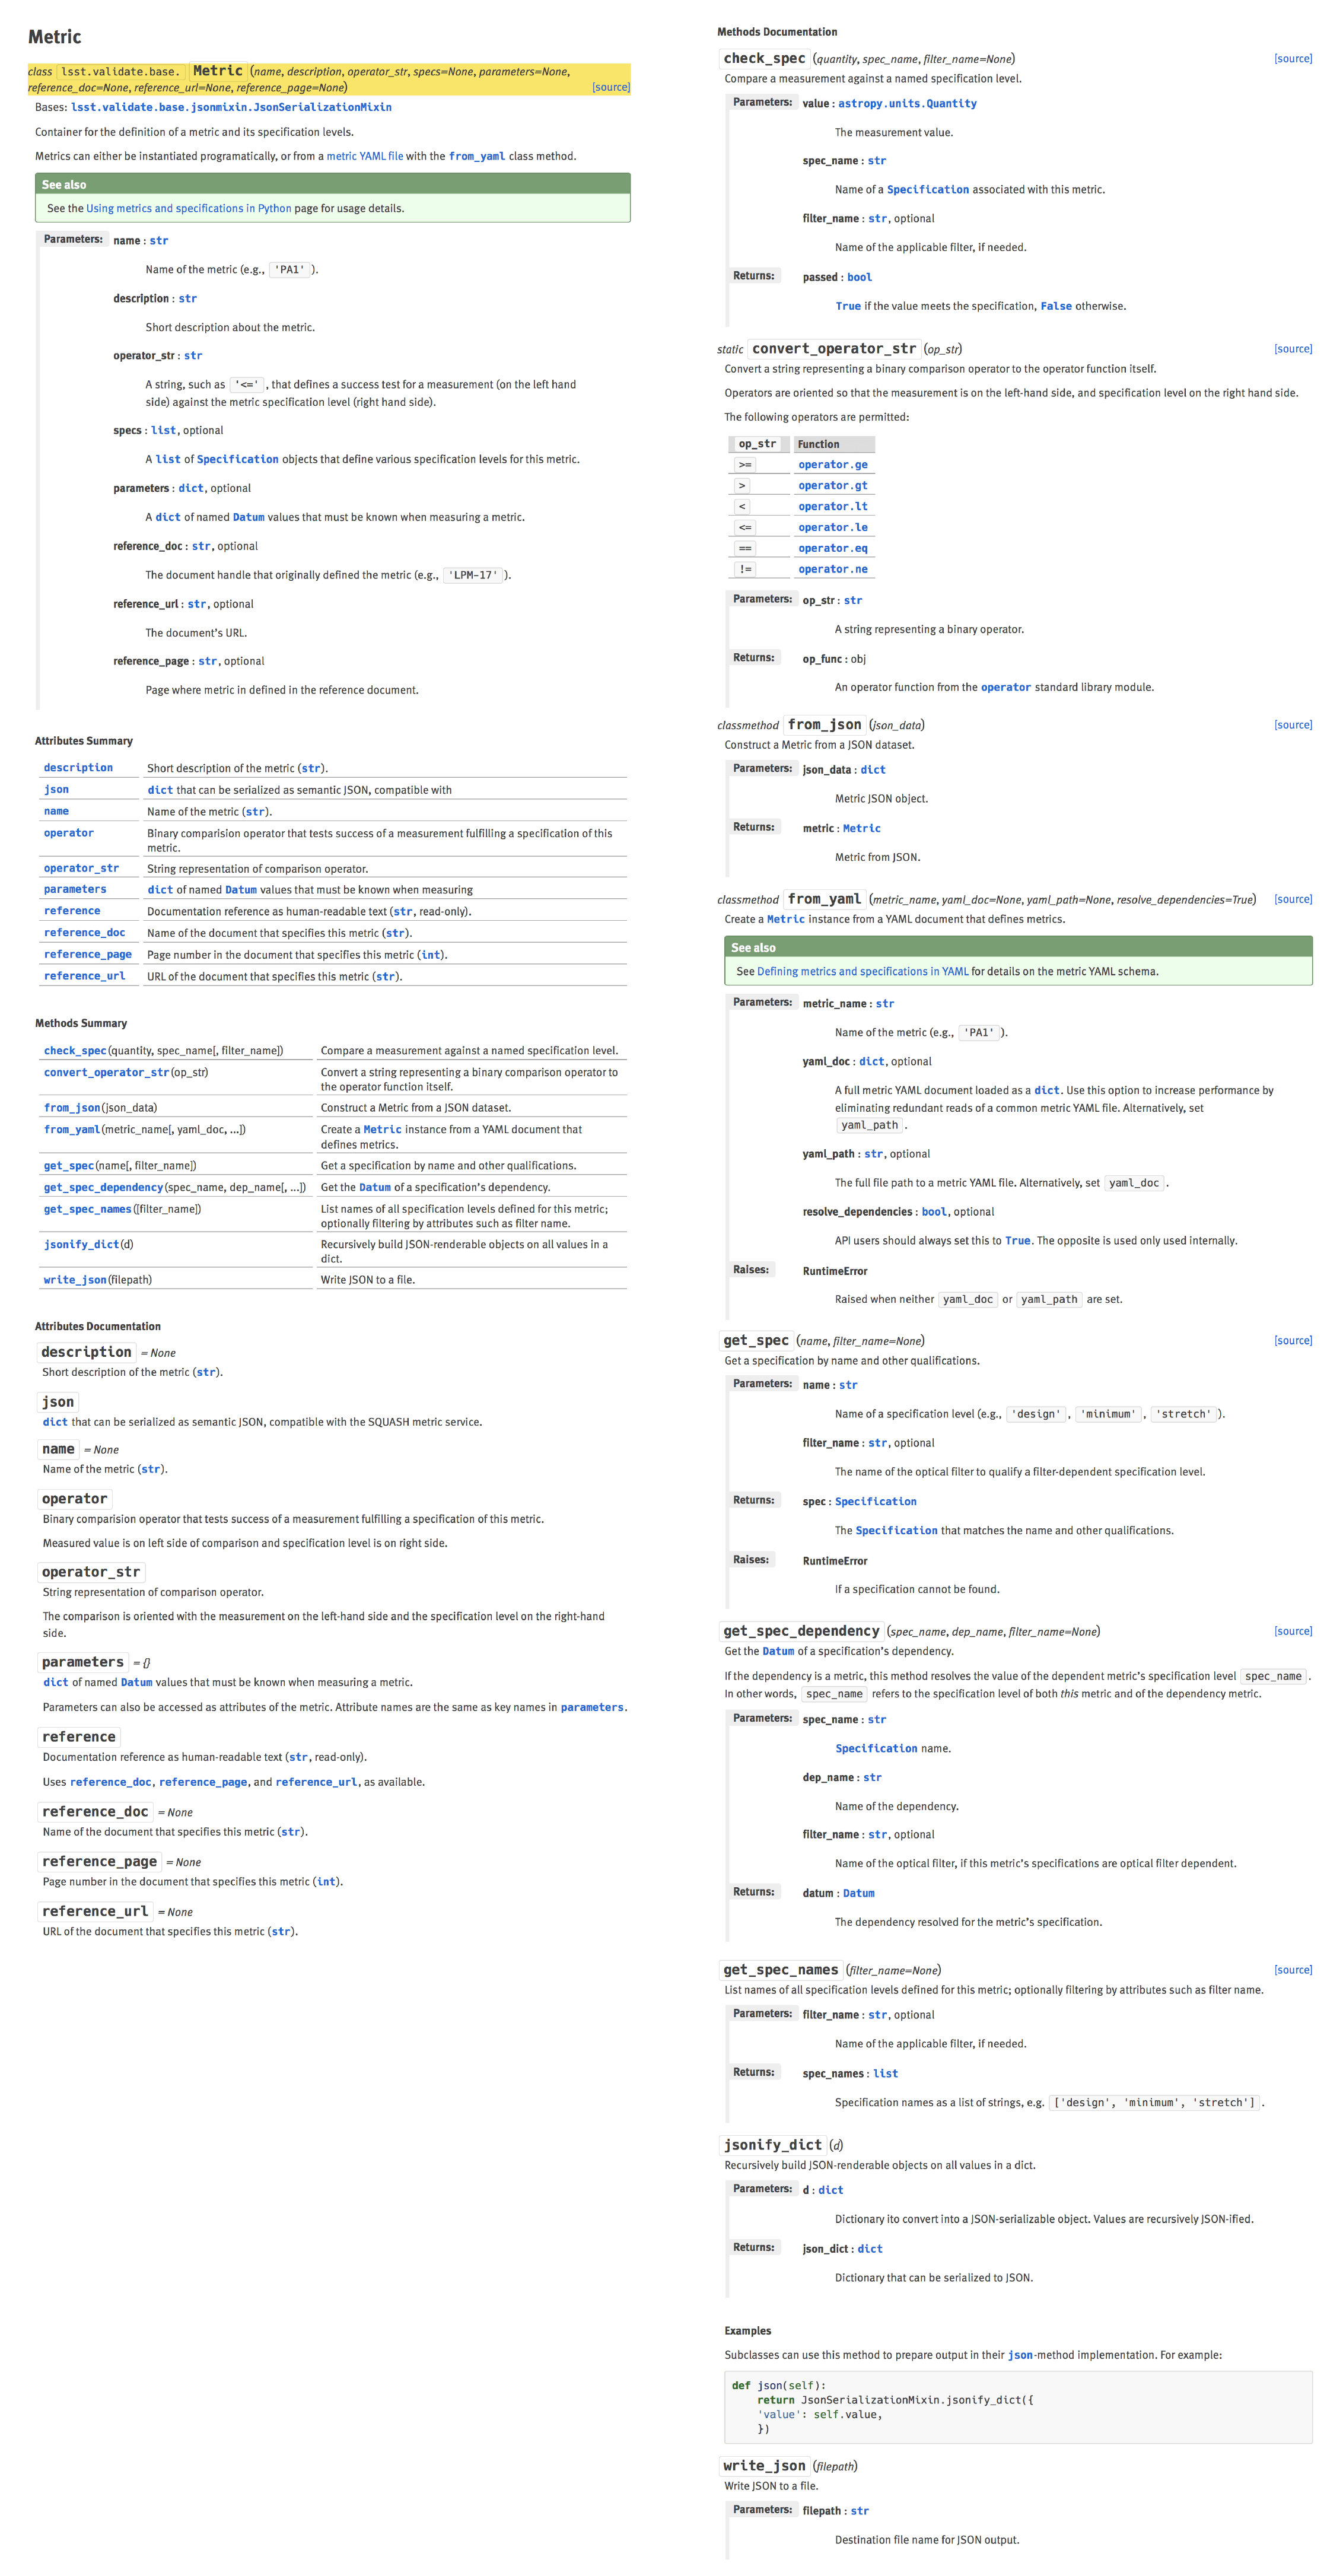 Metric
class lsst.validate.base. Metric (name, description, operator_str, specs=None, parameters=None,
reference_doc=None, reference_url=None, reference_page=None) [source]
Bases: lsst.validate.base.jsonmixin.JsonSerializationMixin
Container for the definition of a metric and its specification levels.
Metrics can either be instantiated programatically, or from a metric YAML file with the from_yaml class method.
See also
See the Using metrics and specifications in Python page for usage details.
Parameters: name : str
Name of the metric (e.g., 'PA1' ).
description : str
Short description about the metric.
operator_str : str
A string, such as '<=' , that defines a success test for a measurement (on the left hand
side) against the metric specification level (right hand side).
specs : list, optional
A list of Specification objects that define various specification levels for this metric.
parameters : dict, optional
A dict of named Datum values that must be known when measuring a metric.
reference_doc : str, optional
The document handle that originally defined the metric (e.g., 'LPM-17' ).
reference_url : str, optional
The document's URL.
reference_page : str, optional
Page where metric in defined in the reference document.
Attributes Summary
description Short description of the metric (str).
json dict that can be serialized as semantic JSON, compatible with
name Name of the metric (str).
operator Binary comparision operator that tests success of a measurement fulfilling a specification of this
metric.
operator_str String representation of comparison operator.
parameters dict of named Datum values that must be known when measuring
reference Documentation reference as human-readable text (str, read-only).
reference_doc Name of the document that specifies this metric (str).
reference_page Page number in the document that specifies this metric (int).
reference_url URL of the document that specifies this metric (str).
Methods Summary
check_spec(quantity, spec_name[, filter_name]) Compare a measurement against a named specification level.
convert_operator_str(op_str) Convert a string representing a binary comparison operator to
the operator function itself.
from_json(json_data) Construct a Metric from a JSON dataset.
from_yaml(metric_name[, yaml_doc, ...]) Create a Metric instance from a YAML document that
defines metrics.
get_spec(name[, filter_name]) Get a specification by name and other qualifications.
get_spec_dependency(spec_name, dep_name[, ...]) Get the Datum of a specification's dependency.
get_spec_names([filter_name]) List names of all specification levels defined for this metric;
optionally filtering by attributes such as filter name.
jsonify_dict(d) Recursively build JSON-renderable objects on all values in a
dict.
write_json(filepath) Write JSON to a file.
Attributes Documentation
description = None
Short description of the metric (str).
json
dict that can be serialized as semantic JSON, compatible with the SQUASH metric service.
name = None
Name of the metric (str).
operator
Binary comparision operator that tests success of a measurement fulfilling a specification of this metric.
Measured value is on left side of comparison and specification level is on right side.
operator_str
String representation of comparison operator.
The comparison is oriented with the measurement on the left-hand side and the specification level on the right-hand
side.
parameters = {}
dict of named Datum values that must be known when measuring a metric.
Parameters can also be accessed as attributes of the metric. Attribute names are the same as key names in parameters.
reference
Documentation reference as human-readable text (str, read-only).
Uses reference_doc, reference_page, and reference_url, as available.
reference_doc = None
Name of the document that specifies this metric (str).
reference_page = None
Page number in the document that specifies this metric (int).
reference_url = None
URL of the document that specifies this metric (str).
Methods Documentation
check_spec (quantity, spec_name, filter_name=None) [source]
Compare a measurement against a named specification level.
Parameters: value : astropy.units.Quantity
The measurement value.
spec_name : str
Name of a Specification associated with this metric.
filter_name : str, optional
Name of the applicable filter, if needed.
Returns: passed : bool
True if the value meets the specification, False otherwise.
static convert_operator_str (op_str) [source]
Convert a string representing a binary comparison operator to the operator function itself.
Operators are oriented so that the measurement is on the left-hand side, and specification level on the right hand side.
The following operators are permitted:
op_str Function
>= operator.ge
> operator.gt
< operator.lt
<= operator.le
== operator.eq
!= operator.ne
Parameters: op_str : str
A string representing a binary operator.
Returns: op_func : obj
An operator function from the operator standard library module.
classmethod from_json (json_data) [source]
Construct a Metric from a JSON dataset.
Parameters: json_data : dict
Metric JSON object.
Returns: metric : Metric
Metric from JSON.
classmethod from_yaml (metric_name, yaml_doc=None, yaml_path=None, resolve_dependencies=True) [source]
Create a Metric instance from a YAML document that defines metrics.
See also
See Defining metrics and specifications in YAML for details on the metric YAML schema.
Parameters: metric_name : str
Name of the metric (e.g., 'PA1' ).
yaml_doc : dict, optional
A full metric YAML document loaded as a dict. Use this option to increase performance by
eliminating redundant reads of a common metric YAML file. Alternatively, set
yaml_path .
yaml_path : str, optional
The full file path to a metric YAML file. Alternatively, set yaml_doc .
resolve_dependencies : bool, optional
API users should always set this to True. The opposite is used only used internally.
Raises: RuntimeError
Raised when neither yaml_doc or yaml_path are set.
get_spec (name, filter_name=None) [source]
Get a specification by name and other qualifications.
Parameters: name : str
Name of a specification level (e.g., 'design' , 'minimum' , 'stretch' ).
filter_name : str, optional
The name of the optical filter to qualify a filter-dependent specification level.
Returns: spec : Specification
The Specification that matches the name and other qualifications.
Raises: RuntimeError
If a specification cannot be found.
get_spec_dependency (spec_name, dep_name, filter_name=None) [source]
Get the Datum of a specification's dependency.
If the dependency is a metric, this method resolves the value of the dependent metric's specification level spec_name .
In other words, spec_name refers to the specification level of both this metric and of the dependency metric.
Parameters: spec_name : str
Specification name.
dep_name : str
Name of the dependency.
filter_name : str, optional
Name of the optical filter, if this metric's specifications are optical filter dependent.
Returns: datum : Datum
The dependency resolved for the metric's specification.
get_spec_names (filter_name=None) [source]
List names of all specification levels defined for this metric; optionally filtering by attributes such as filter name.
Parameters: filter_name : str, optional
Name of the applicable filter, if needed.
Returns: spec_names : list
Specification names as a list of strings, e.g. ['design', 'minimum', 'stretch'] .
jsonify_dict (d)
Recursively build JSON-renderable objects on all values in a dict.
Parameters: d : dict
Dictionary ito convert into a JSON-serializable object. Values are recursively JSON-ified.
Returns: json_dict : dict
Dictionary that can be serialized to JSON.
Examples
Subclasses can use this method to prepare output in their json-method implementation. For example:
def json(self):
return JsonSerializationMixin.jsonify_dict({
'value': self.value,
})
write_json (filepath)
Write JSON to a file.
Parameters: filepath : str
Destination file name for JSON output.